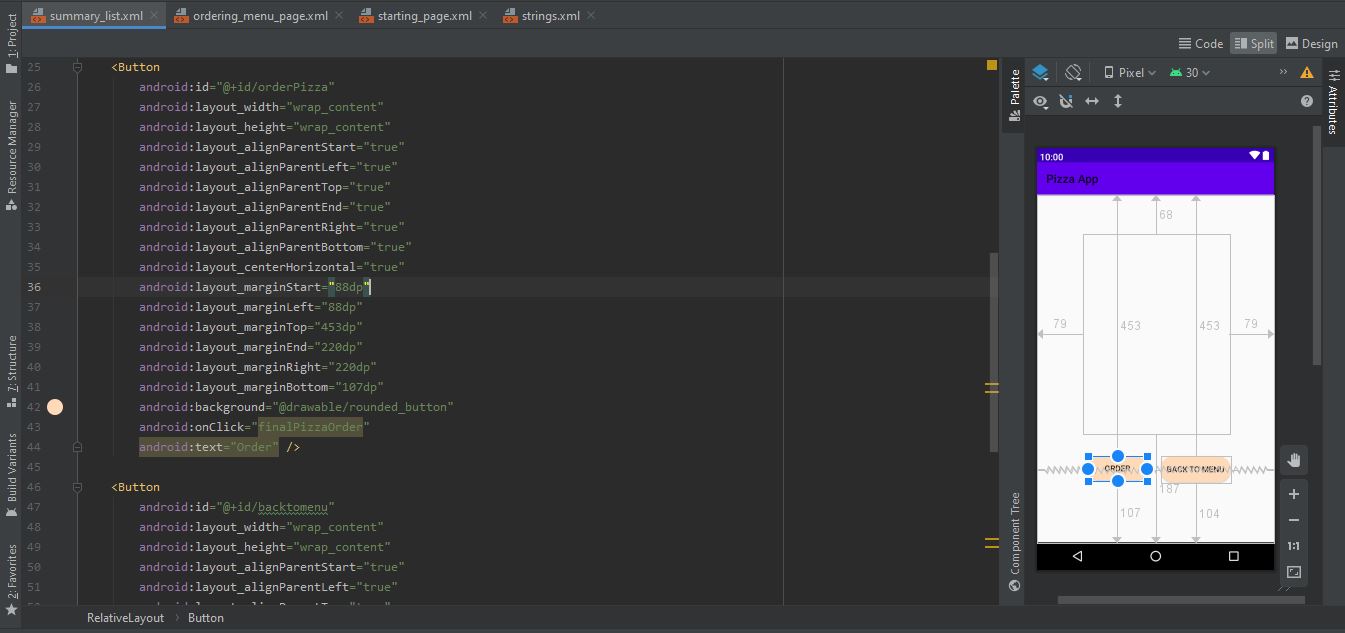 summary_list.xml ordering_menu_page.xml starting_page.xml strings.xml
Code Split Design
1: Project
Resource Manager
7: Structure
Build Variants
2: Favorites
25 <Button
26 android:id="@+id/orderPizza"
27 android:layout_width="wrap_content"
28 android:layout_height="wrap_content"
29 android:layout_alignParentStart="true"
30 android:layout_alignParentLeft="true"
31 android:layout_alignParentTop="true"
32 android:layout_alignParentEnd="true"
33 android:layout_alignParentRight="true"
34 android:layout_alignParentBottom="true"
35 android:layout_centerHorizontal="true"
36 android:layout_marginStart="88dp"
37 android:layout_marginLeft="88dp"
38 android:layout_marginTop="453dp"
39 android:layout_marginEnd="220dp"
40 android:layout_marginRight="220dp"
41 android:layout_marginBottom="107dp"
42 android:background="@drawable/rounded_button"
43 android:onClick="finalPizzaOrder"
44 android:text="Order" />
45
46 <Button
47 android:id="@+id/backtomenu"
48 android:layout_width="wrap_content"
49 android:layout_height="wrap_content"
50 android:layout_alignParentStart="true"
51 android:layout_alignParentLeft="true"
RelativeLayout > Button
Palette
Component Tree
Pixel 30 »
Attributes
10:00
Pizza App
68
79 453 453 79
ORDER BACK TO MENU
187
107 104
1:1